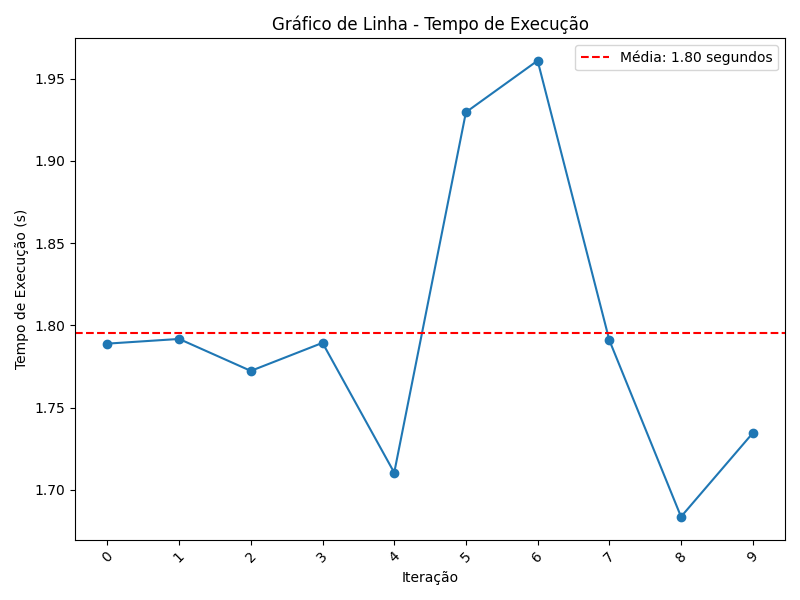 Gráfico de Linha - Tempo de Execução
Média: 1.80 segundos
Tempo de Execução (s)
1.95
1.90
1.85
1.80
1.75
1.70
0 1 2 3 4 5 6 7 8 9
Iteração